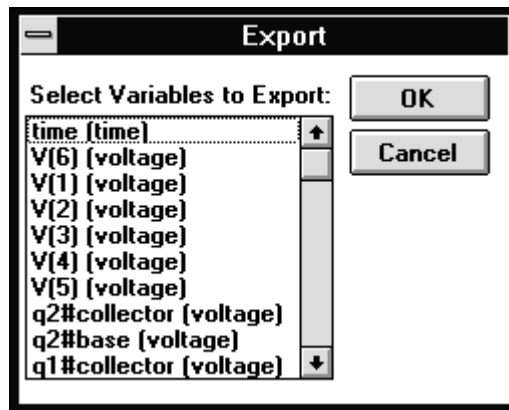 Export
Select Variables to Export:
OK
Cancel
time (time)
V(6) (voltage)
V(1) (voltage)
V(2) (voltage)
V(3) (voltage)
V(4) (voltage)
V(5) (voltage)
q2#collector (voltage)
q2#base (voltage)
q1#collector (voltage)